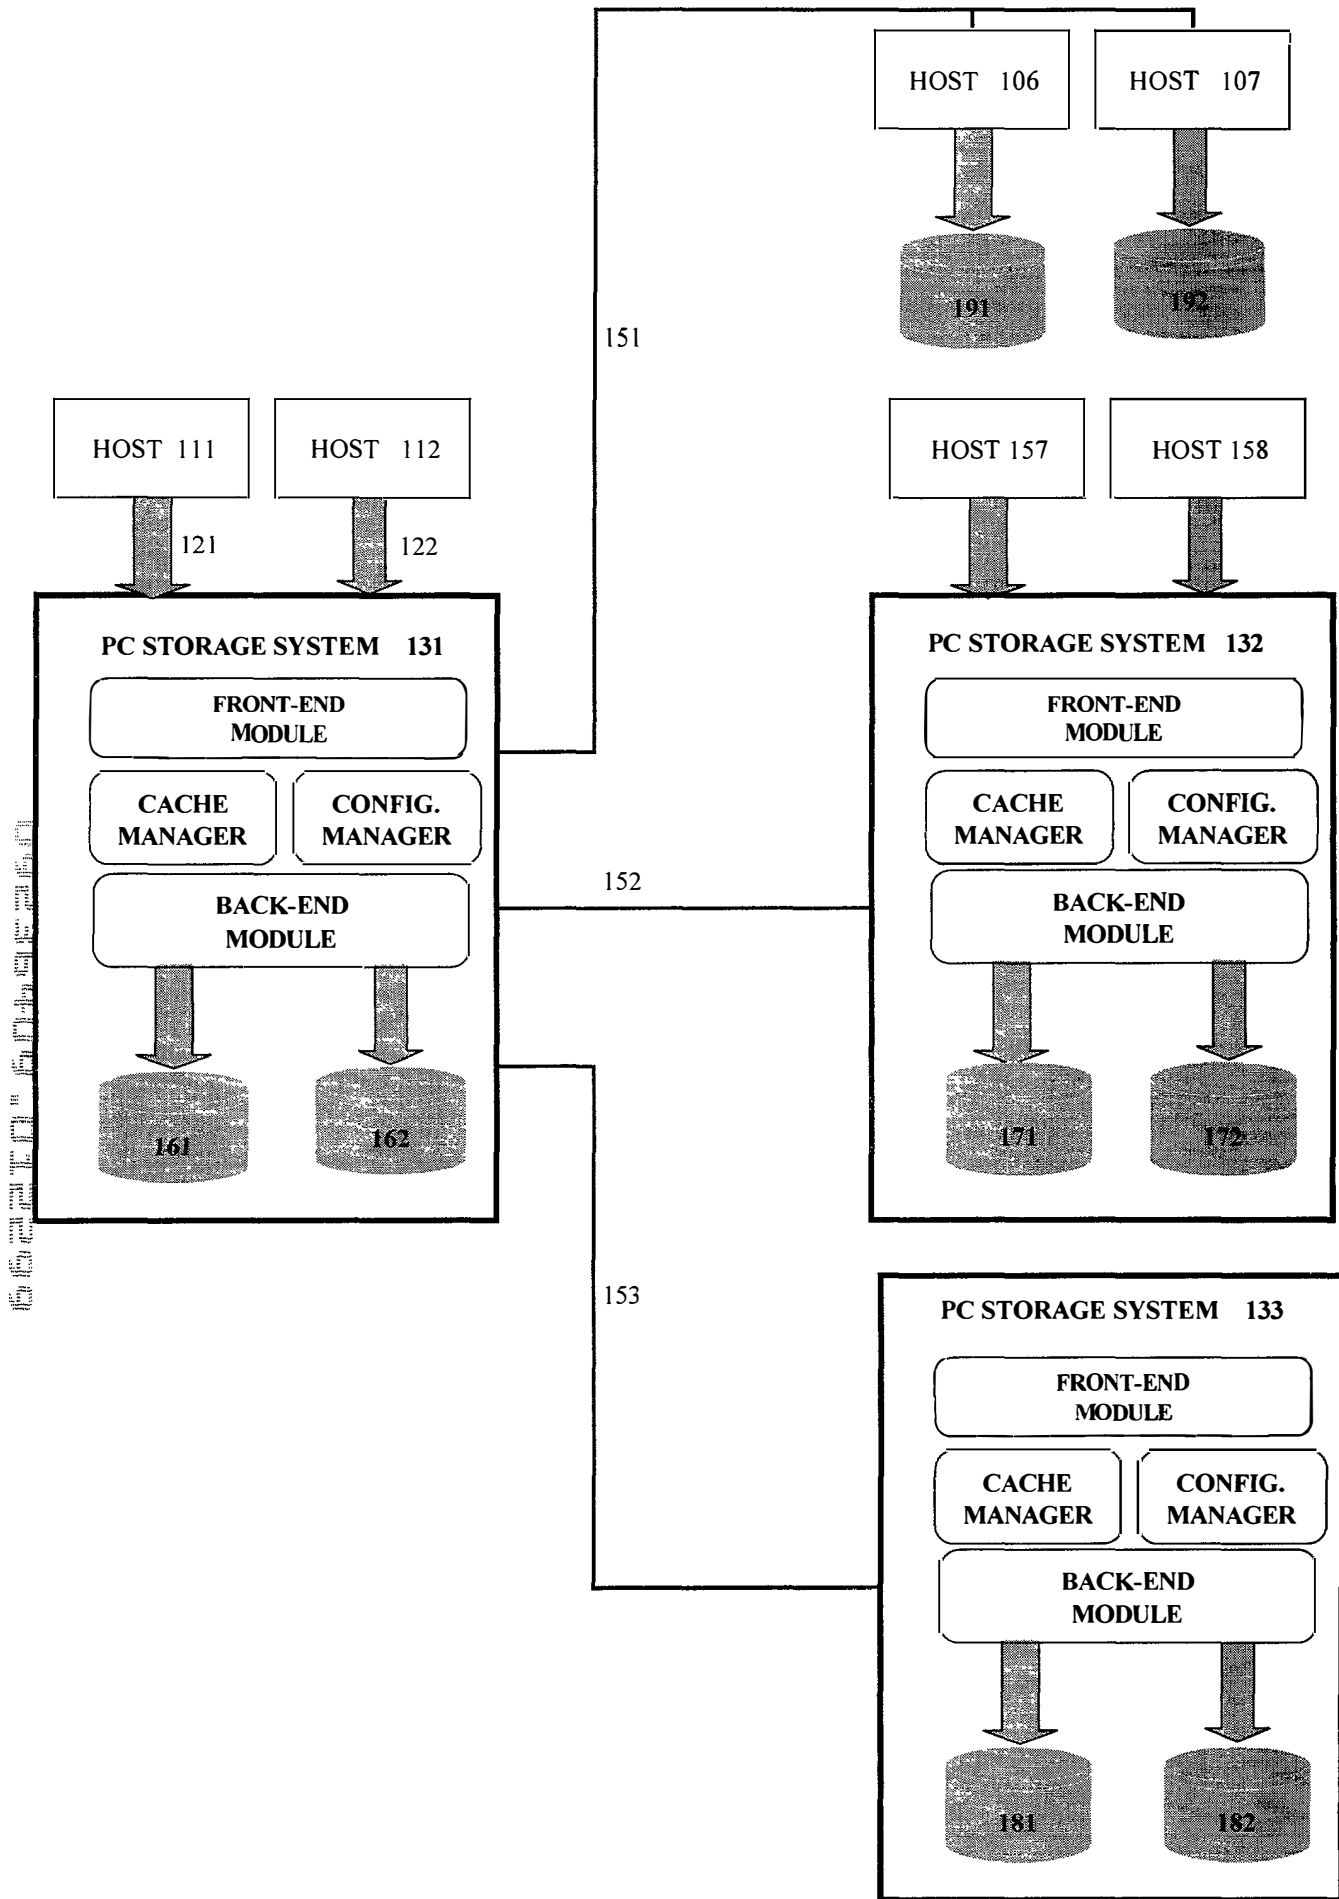 HOST 106
HOST 107
191
192
151
HOST 111
HOST 112
HOST 157
HOST 158
121
122
PC STORAGE SYSTEM 131
FRONT-END
MODULE
CACHE
MANAGER
CONFIG.
MANAGER
BACK-END
MODULE
161
162
152
PC STORAGE SYSTEM 132
FRONT-END
MODULE
CACHE
MANAGER
CONFIG.
MANAGER
BACK-END
MODULE
171
172
153
PC STORAGE SYSTEM 133
FRONT-END
MODULE
CACHE
MANAGER
CONFIG.
MANAGER
BACK-END
MODULE
181
182